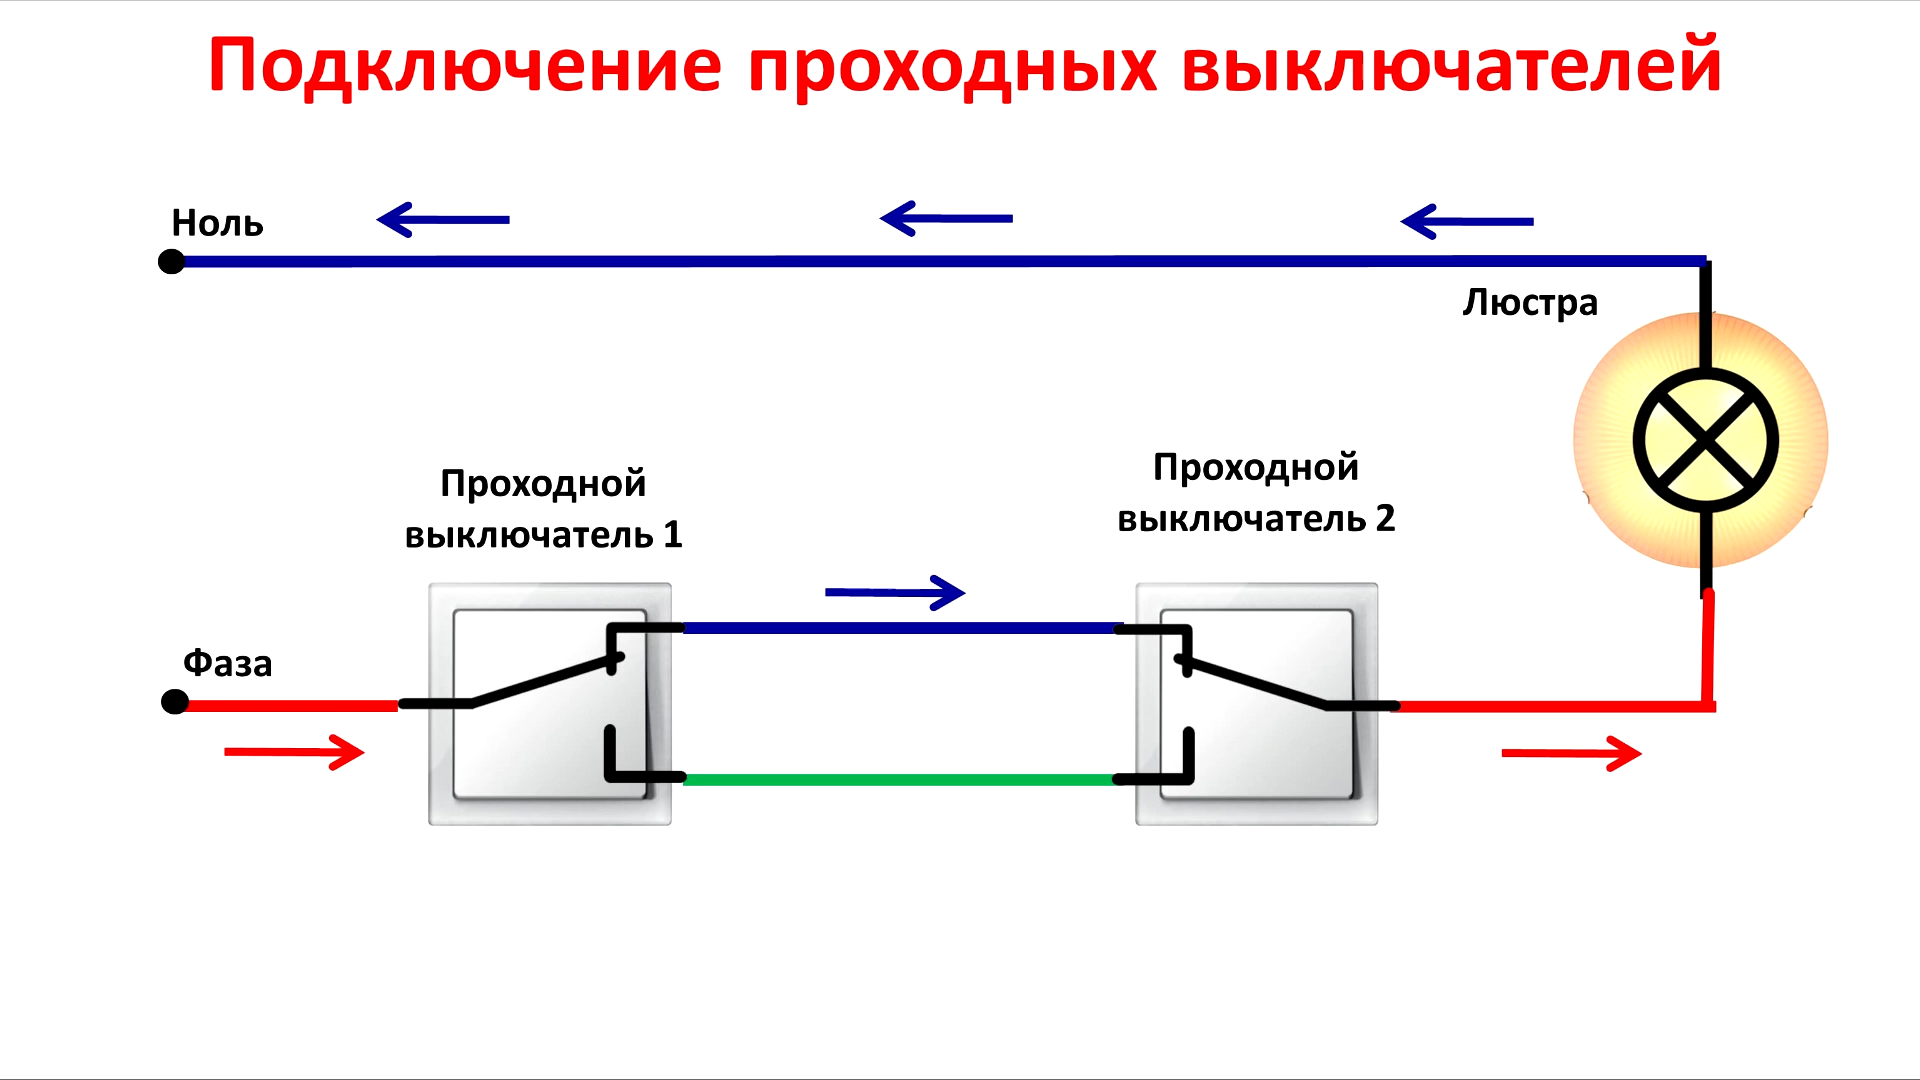 Подключение проходных выключателей
Ноль
Люстра
Проходной
выключатель 1
Проходной
выключатель 2
Фаза